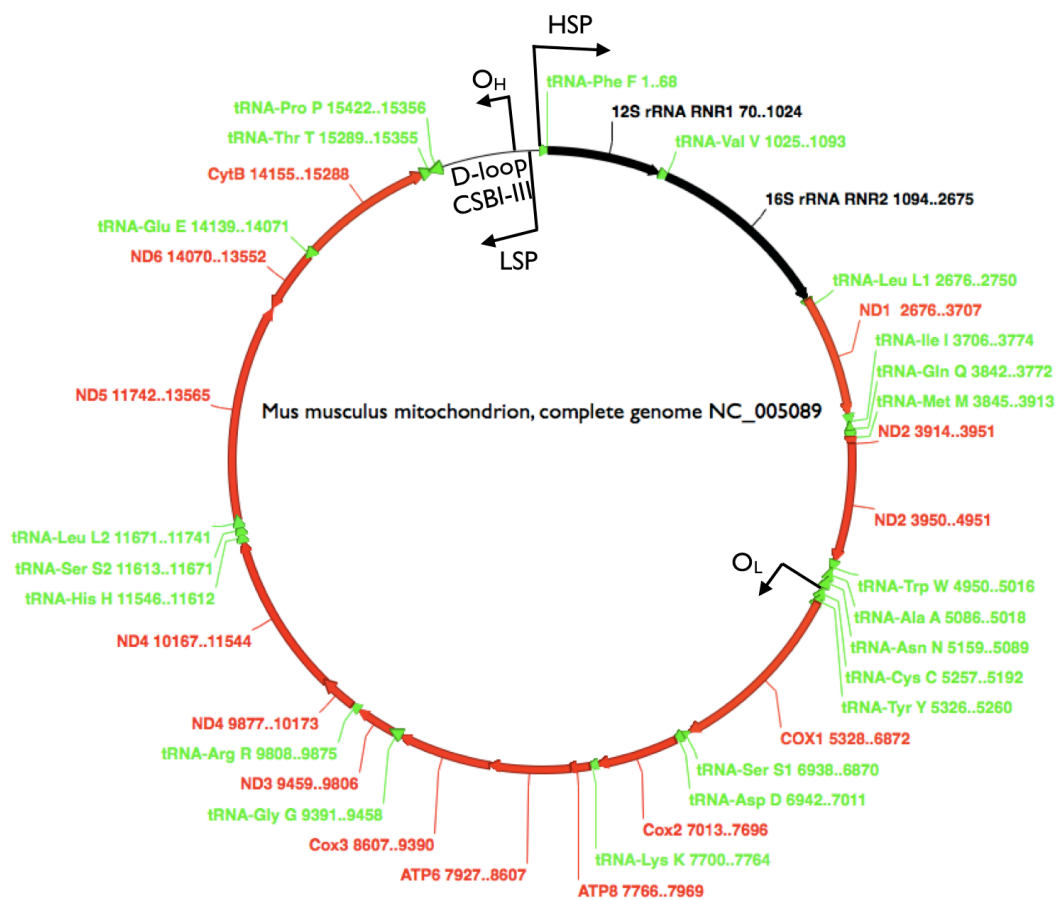 HSP
OH
tRNA-Phe F 1..68
tRNA-Pro P 15422..15356
12S rRNA RNR1 70..1024
tRNA-Thr T 15289..15355
tRNA-Val V 1025..1093
CytB 14155..15288
D-loop
CSBI-III
16S rRNA RNR2 1094..2675
tRNA-Glu E 14139..14071
ND6 14070..13552
LSP
tRNA-Leu L1 2676..2750
ND1 2676..3707
tRNA-Ile I 3706..3774
tRNA-Gln Q 3842..3772
ND5 11742..13565
tRNA-Met M 3845..3913
Mus musculus mitochondrion, complete genome NC_005089
ND2 3914..3951
ND2 3950..4951
tRNA-Leu L2 11671..11741
tRNA-Ser S2 11613..11671
OL
tRNA-His H 11546..11612
tRNA-Trp W 4950..5016
tRNA-Ala A 5086..5018
ND4 10167..11544
tRNA-Asn N 5159..5089
tRNA-Cys C 5257..5192
tRNA-Tyr Y 5326..5260
ND4 9877..10173
COX1 5328..6872
tRNA-Arg R 9808..9875
tRNA-Ser S1 6938..6870
ND3 9459..9806
tRNA-Asp D 6942..7011
tRNA-Gly G 9391..9458
Cox2 7013..7696
Cox3 8607..9390
tRNA-Lys K 7700..7764
ATP6 7927..8607
ATP8 7766..7969